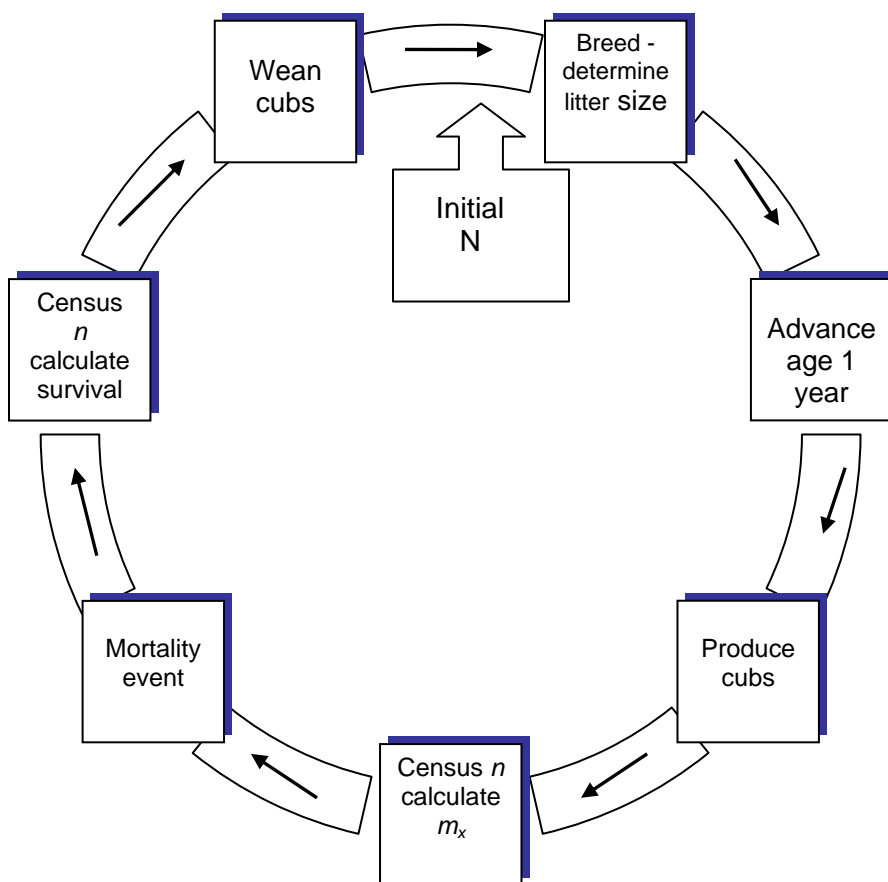 Wean
cubs
Breed -
determine
litter size
Initial
N
Advance
age 1
year
Produce
cubs
Census n
calculate
mx
Mortality
event
Census
n
calculate
survival